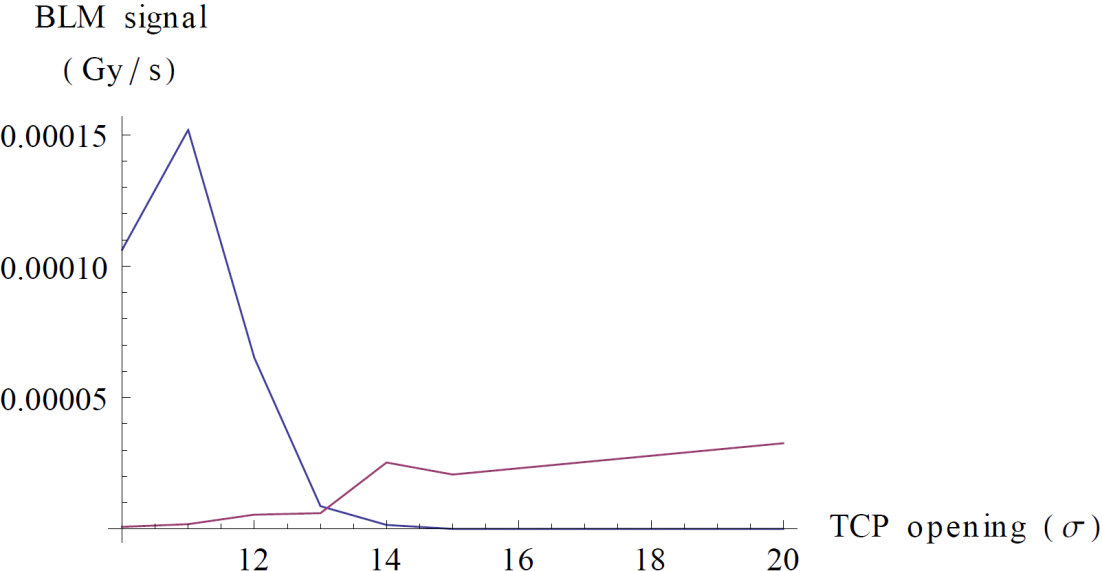 BLM signal
(Gy/s)
0.00015
0.00010
0.00005
12 14 16 18 20
TCP opening (σ)